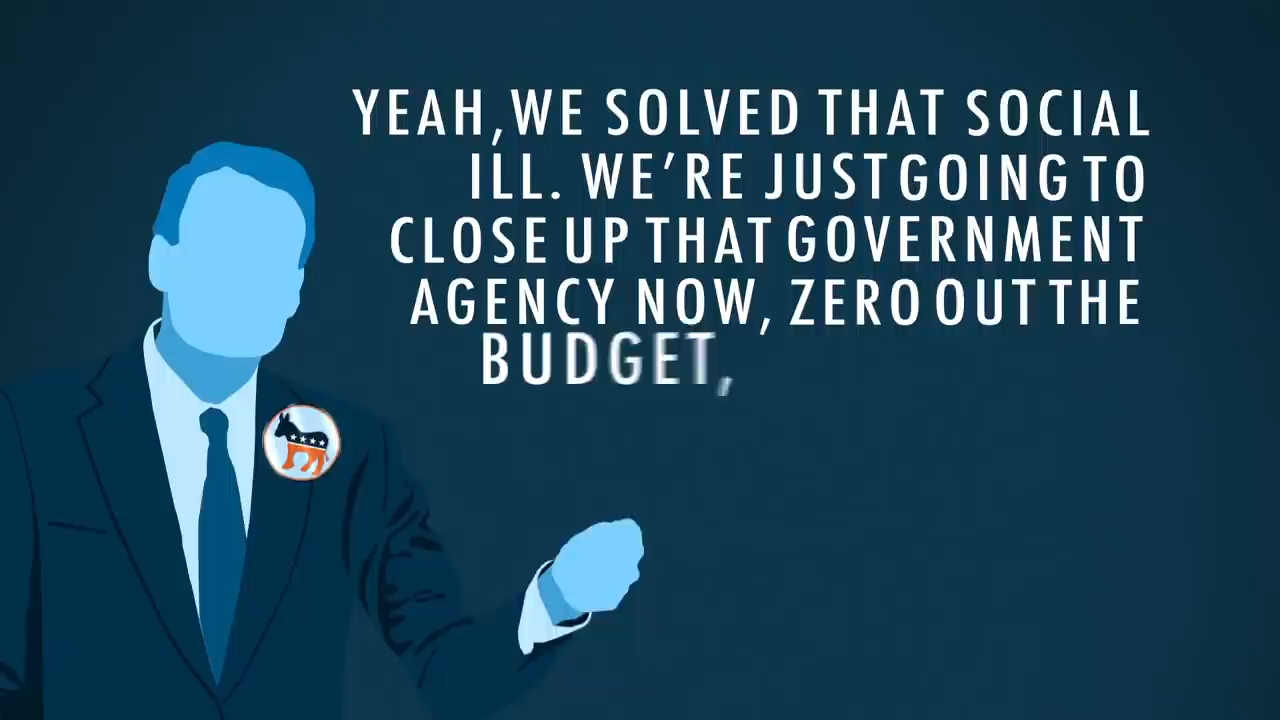 YEAH, WE SOLVED THAT SOCIAL
ILL. WE'RE JUST GOING TO
CLOSE UP THAT GOVERNMENT
AGENCY NOW, ZERO OUT THE
BUDGET,